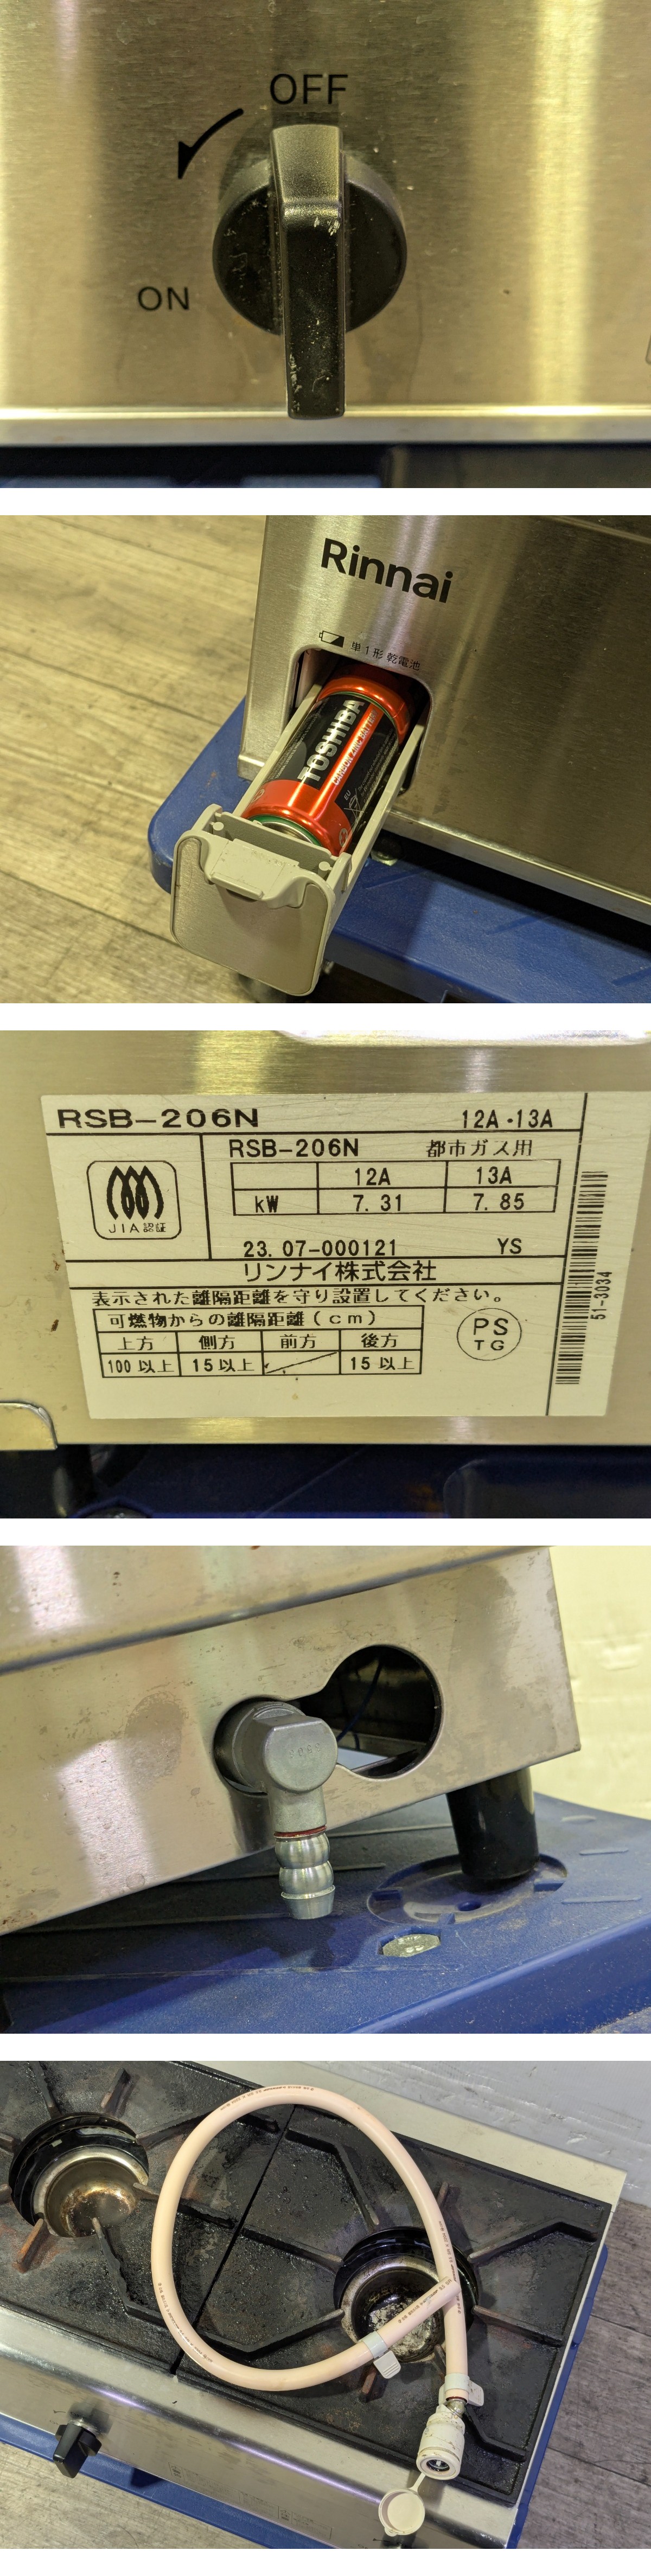 OFF
ON
Rinnai
単1形 乾電池
TOSHIBA
CARBON ZINC BATTERY
RSB-206N 12A・13A
RSB-206N 都市ガス用
12A 13A
kW 7.31 7.85
JIA認証
23.07-000121 YS
リンナイ株式会社
表示された離隔距離を守り設置してください。
可燃物からの離隔距離(cm)
上方 側方 前方 後方
100以上 15以上 15以上
PS
TG
51-3034